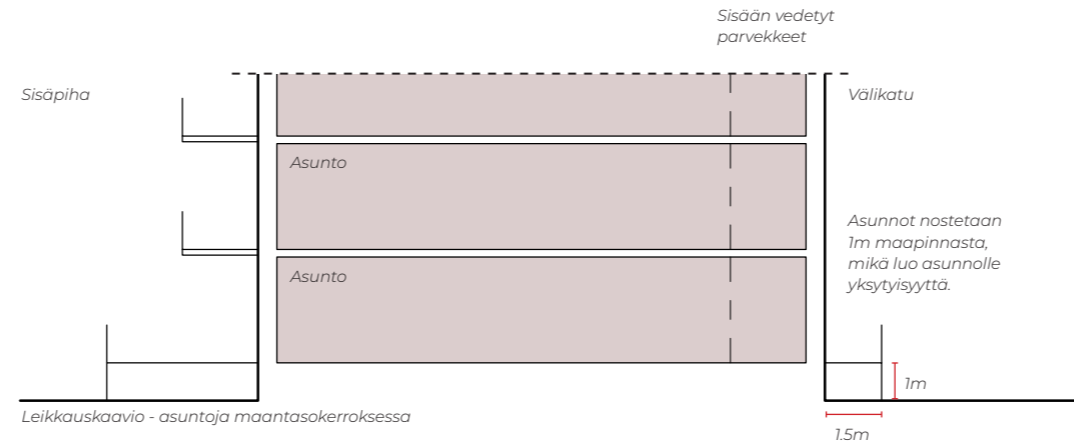 Sisään vedetyt
parvekkeet
Sisäpiha
Välikatu
Asunto
Asunnot nostetaan
1m maapinnasta,
mikä luo asunnolle
yksytyisyyttä.
Asunto
1m
Leikkauskaavio - asuntoja maantasokerroksessa
1,5m